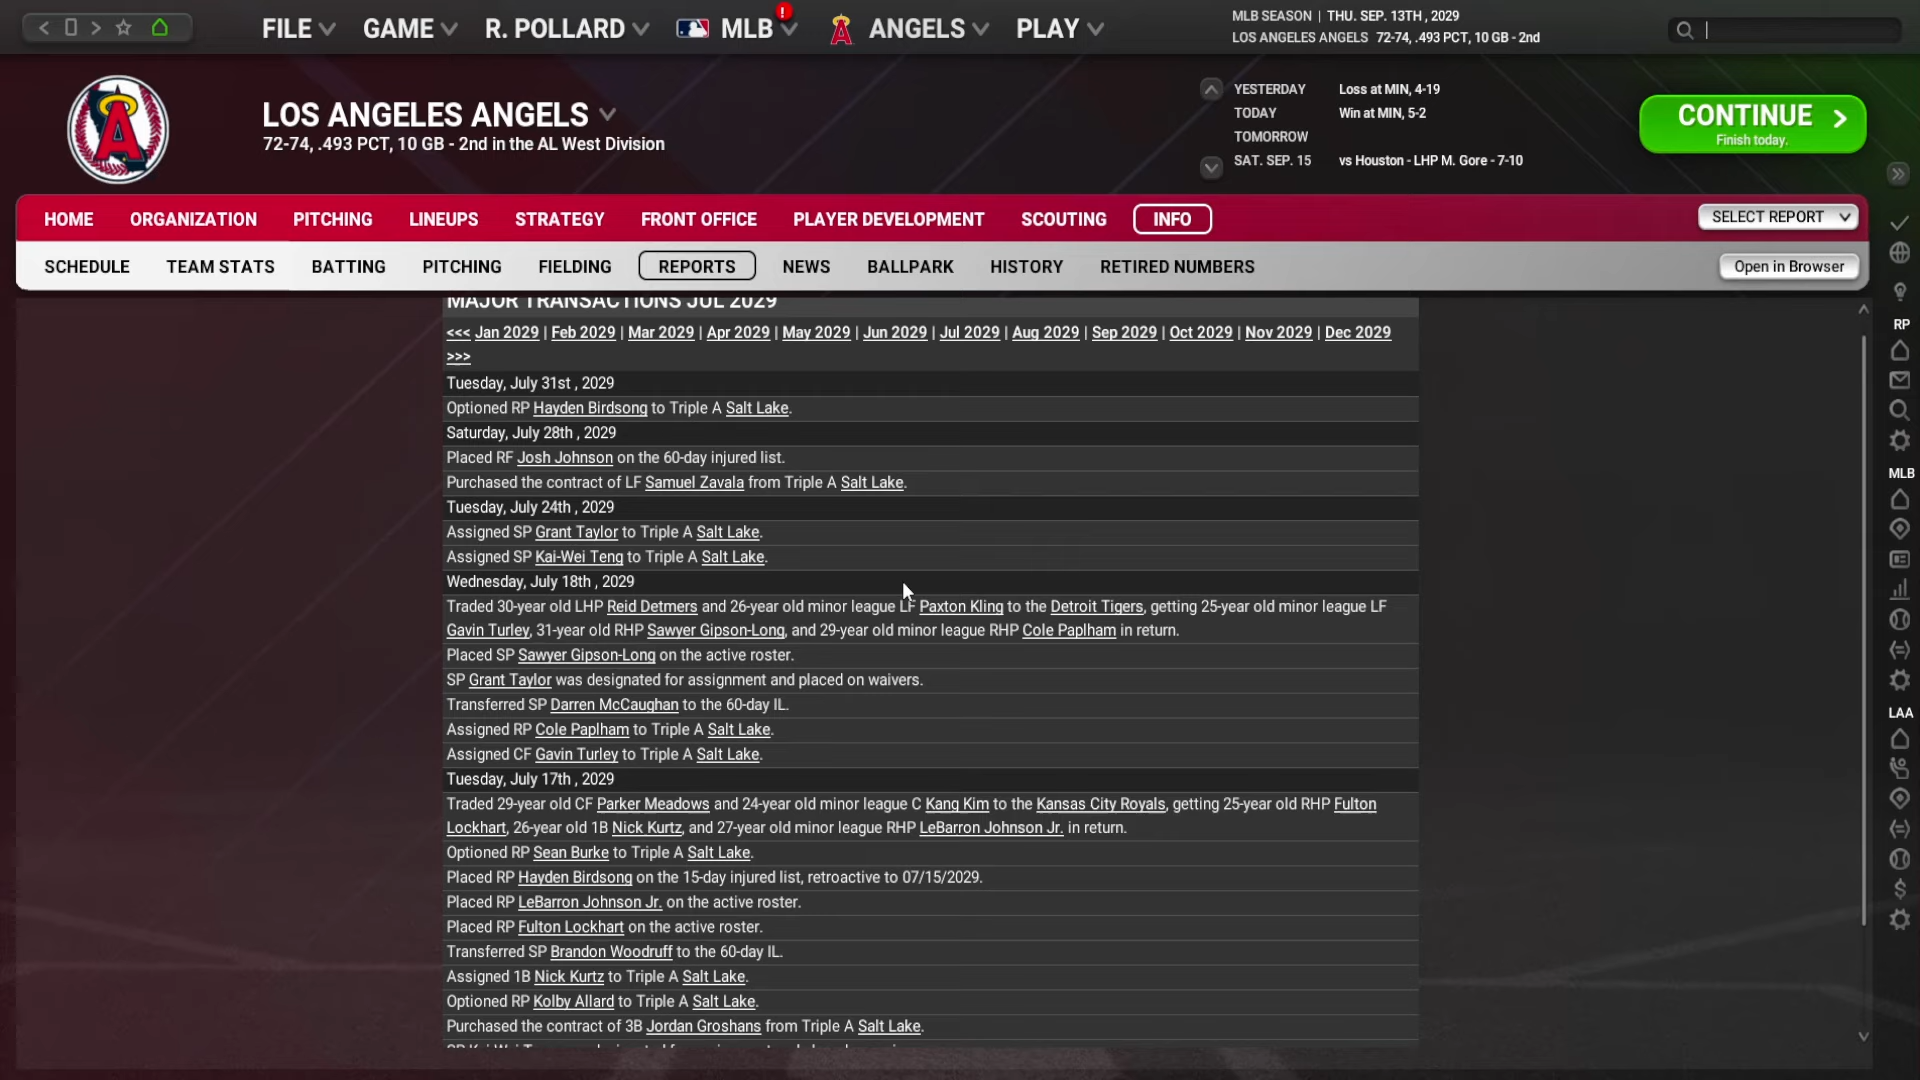 FILE GAME R. POLLARD MLB ! ANGELS PLAY
MLB SEASON | THU. SEP. 13TH , 2029
LOS ANGELES ANGELS 72-74, .493 PCT, 10 GB - 2nd
LOS ANGELES ANGELS
72-74, .493 PCT, 10 GB - 2nd in the AL West Division
YESTERDAY Loss at MIN, 4-19
TODAY Win at MIN, 5-2
TOMORROW
SAT. SEP. 15 vs Houston - LHP M. Gore - 7-10
CONTINUE
Finish today.
HOME ORGANIZATION PITCHING LINEUPS STRATEGY FRONT OFFICE PLAYER DEVELOPMENT SCOUTING INFO SELECT REPORT
SCHEDULE TEAM STATS BATTING PITCHING FIELDING REPORTS NEWS BALLPARK HISTORY RETIRED NUMBERS Open in Browser
MAJOR TRANSACTIONS JUL 2029
<<< Jan 2029 | Feb 2029 | Mar 2029 | Apr 2029 | May 2029 | Jun 2029 | Jul 2029 | Aug 2029 | Sep 2029 | Oct 2029 | Nov 2029 | Dec 2029
>>>
Tuesday, July 31st , 2029
Optioned RP Hayden Birdsong to Triple A Salt Lake.
Saturday, July 28th , 2029
Placed RF Josh Johnson on the 60-day injured list.
Purchased the contract of LF Samuel Zavala from Triple A Salt Lake.
Tuesday, July 24th , 2029
Assigned SP Grant Taylor to Triple A Salt Lake.
Assigned SP Kai-Wei Teng to Triple A Salt Lake.
Wednesday, July 18th , 2029
Traded 30-year old LHP Reid Detmers and 26-year old minor league LF Paxton Kling to the Detroit Tigers, getting 25-year old minor league LF
Gavin Turley, 31-year old RHP Sawyer Gipson-Long, and 29-year old minor league RHP Cole Paplham in return.
Placed SP Sawyer Gipson-Long on the active roster.
SP Grant Taylor was designated for assignment and placed on waivers.
Transferred SP Darren McCaughan to the 60-day IL.
Assigned RP Cole Paplham to Triple A Salt Lake.
Assigned CF Gavin Turley to Triple A Salt Lake.
Tuesday, July 17th , 2029
Traded 29-year old CF Parker Meadows and 24-year old minor league C Kang Kim to the Kansas City Royals, getting 25-year old RHP Fulton
Lockhart, 26-year old 1B Nick Kurtz, and 27-year old minor league RHP LeBarron Johnson Jr. in return.
Optioned RP Sean Burke to Triple A Salt Lake.
Placed RP Hayden Birdsong on the 15-day injured list, retroactive to 07/15/2029.
Placed RP LeBarron Johnson Jr. on the active roster.
Placed RP Fulton Lockhart on the active roster.
Transferred SP Brandon Woodruff to the 60-day IL.
Assigned 1B Nick Kurtz to Triple A Salt Lake.
Optioned RP Kolby Allard to Triple A Salt Lake.
Purchased the contract of 3B Jordan Groshans from Triple A Salt Lake.
RP
MLB
LAA